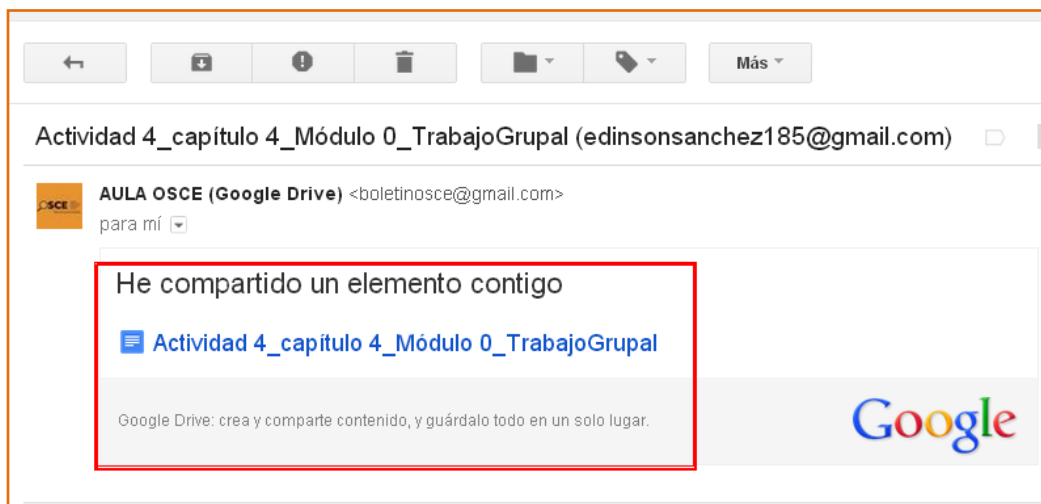 Más
Actividad 4_capítulo 4_Módulo 0_TrabajoGrupal (edinsonsanchez185@gmail.com)
OSCE
AULA OSCE (Google Drive) <boletinosce@gmail.com>
para mí
He compartido un elemento contigo
Actividad 4_capítulo 4_Módulo 0_TrabajoGrupal
Google Drive: crea y comparte contenido, y guárdalo todo en un solo lugar.
Google